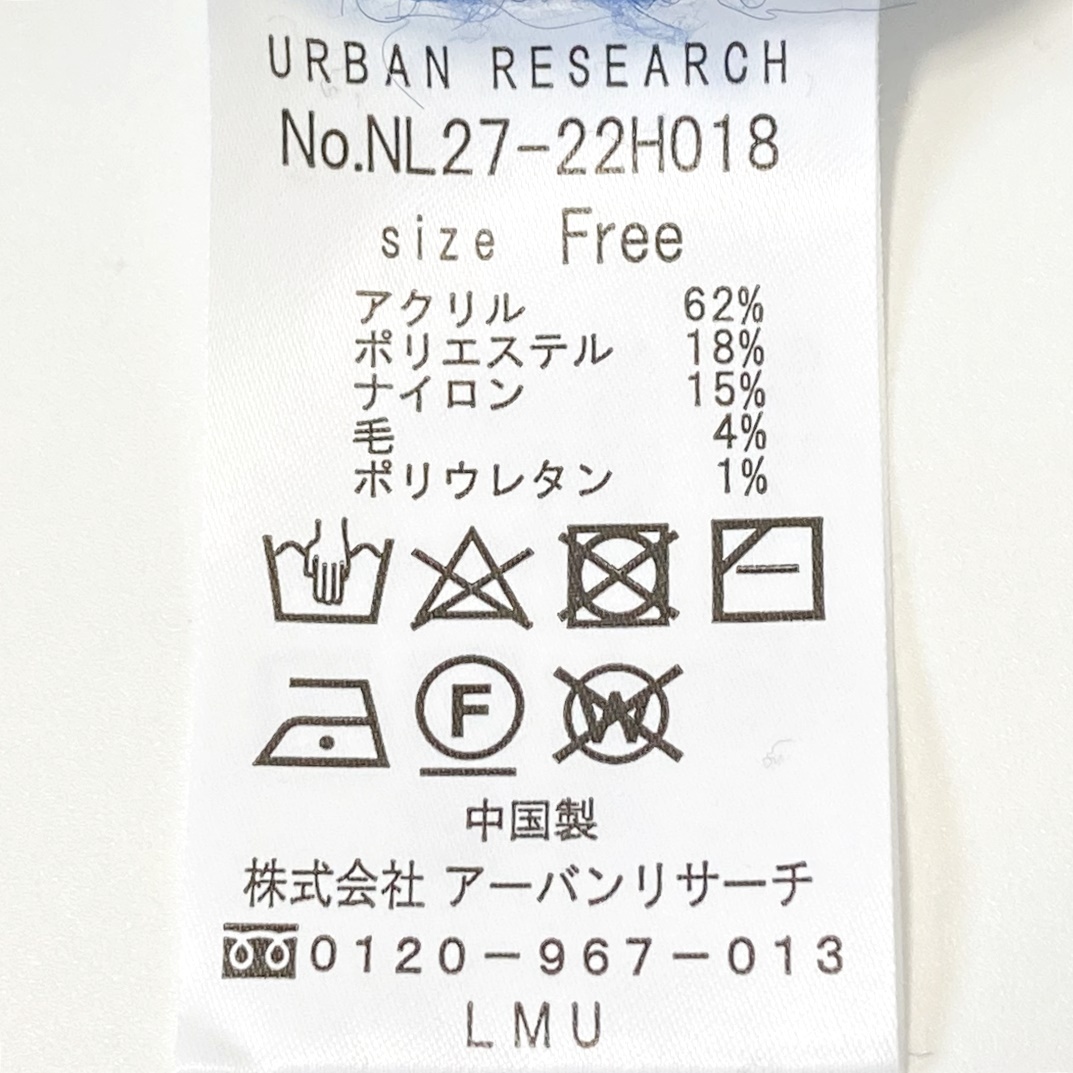 URBAN RESEARCH
No.NL27-22H018
size Free
アクリル 62%
ポリエステル 18%
ナイロン 15%
毛 4%
ポリウレタン 1%
F W
中国製
株式会社 アーバンリサーチ
0120-967-013
LMU